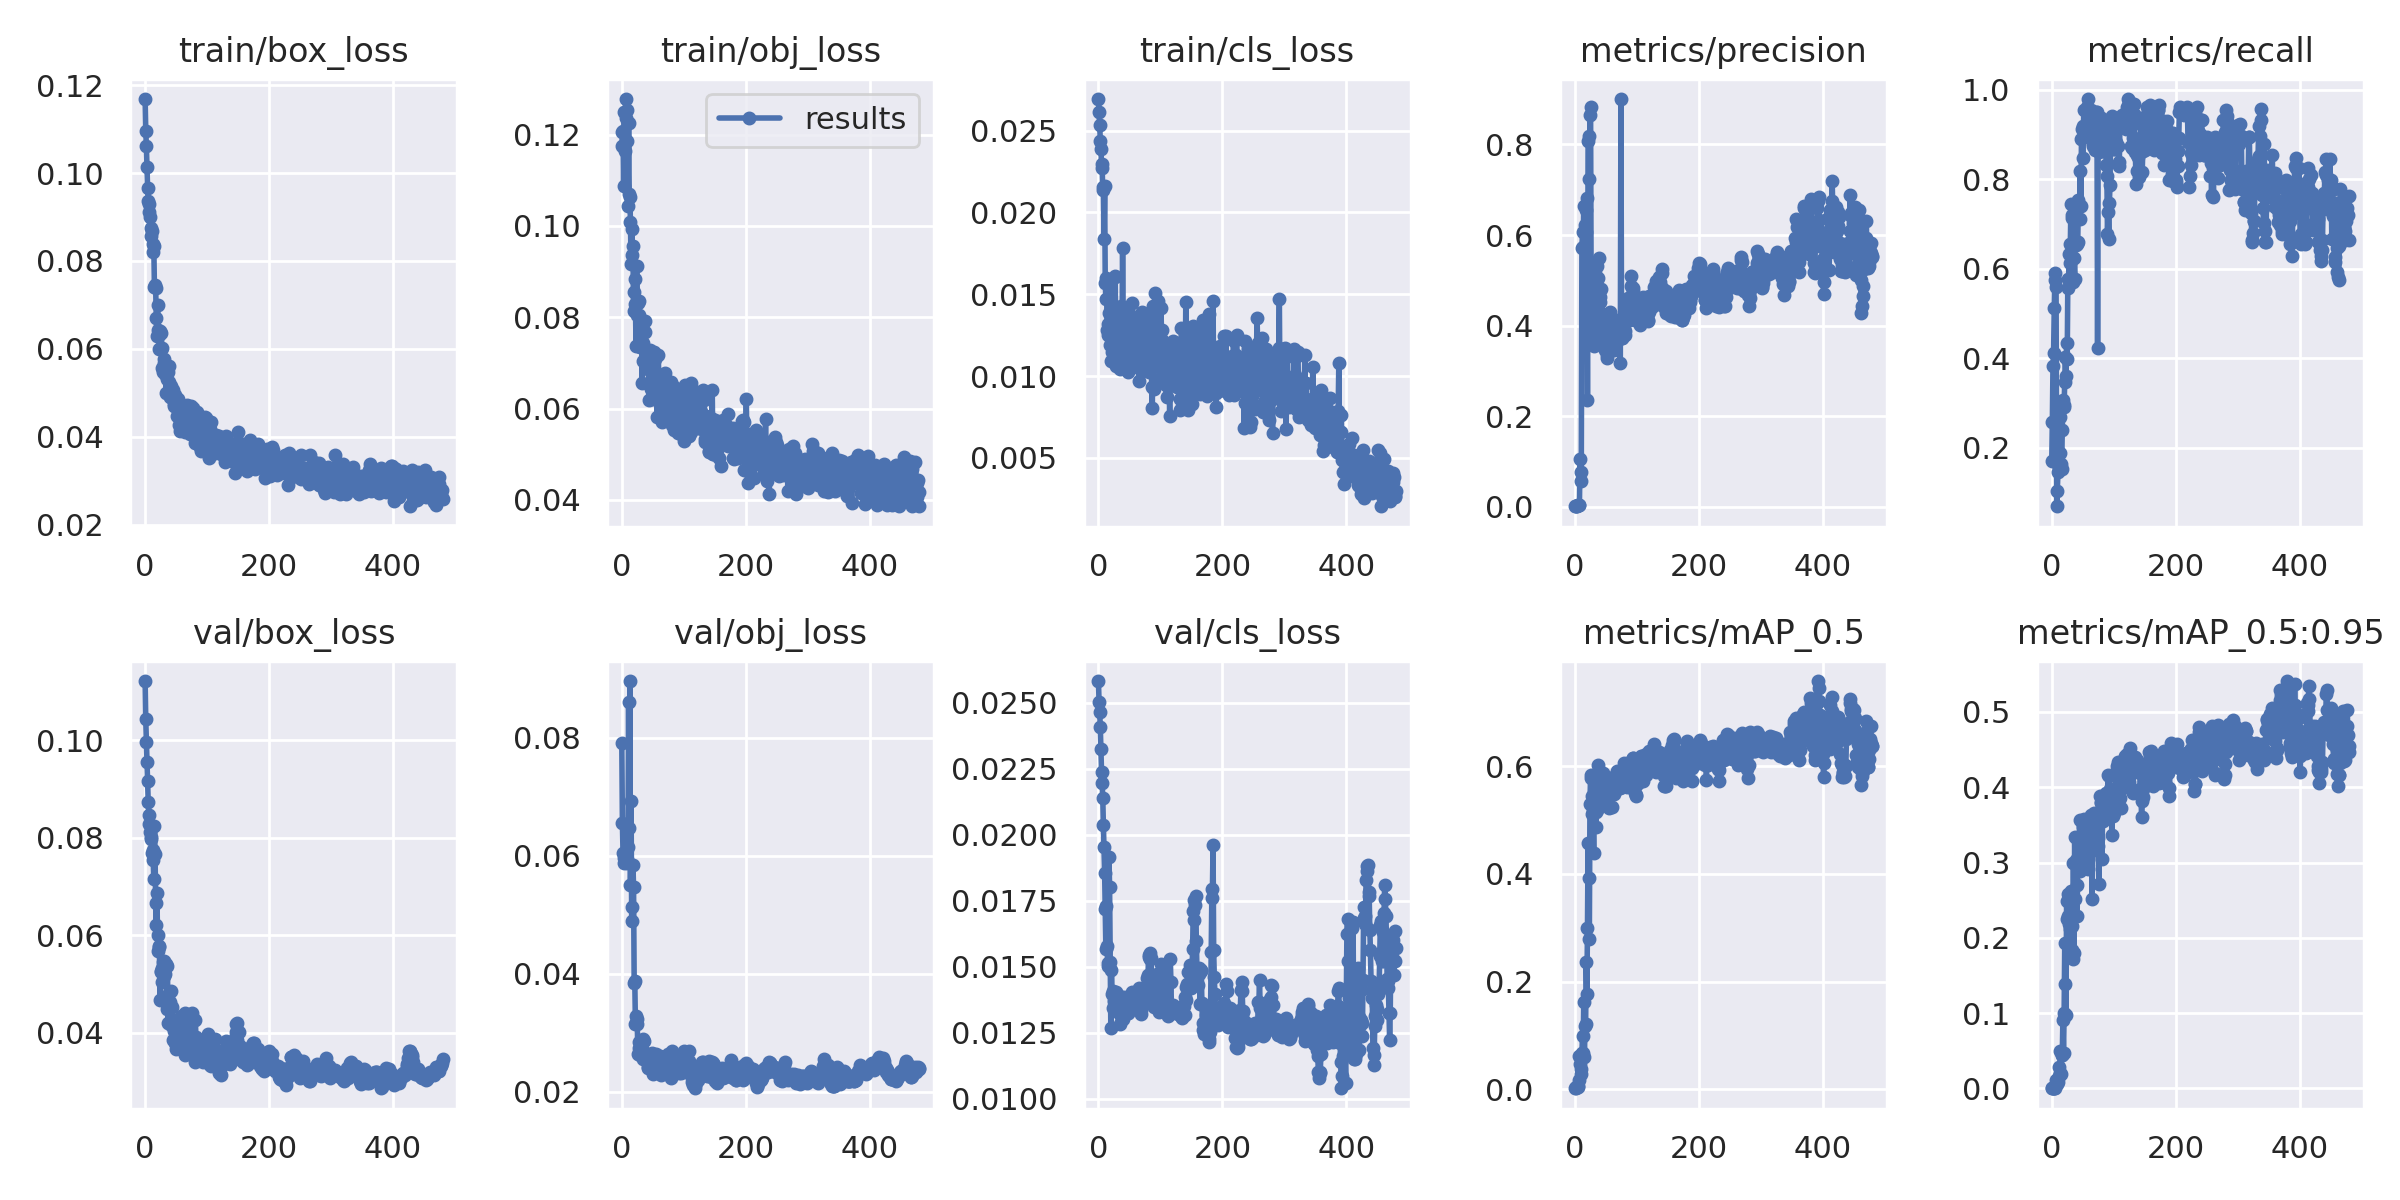 train/box_loss
0.12
0.10
0.08
0.06
0.04
0.02
0 200 400
train/obj_loss
results
0.12
0.10
0.08
0.06
0.04
0 200 400
train/cls_loss
0.025
0.020
0.015
0.010
0.005
0 200 400
metrics/precision
0.8
0.6
0.4
0.2
0.0
0 200 400
metrics/recall
1.0
0.8
0.6
0.4
0.2
0 200 400
val/box_loss
0.10
0.08
0.06
0.04
0 200 400
val/obj_loss
0.08
0.06
0.04
0.02
0 200 400
val/cls_loss
0.0250
0.0225
0.0200
0.0175
0.0150
0.0125
0.0100
0 200 400
metrics/mAP_0.5
0.6
0.4
0.2
0.0
0 200 400
metrics/mAP_0.5:0.95
0.5
0.4
0.3
0.2
0.1
0.0
0 200 400